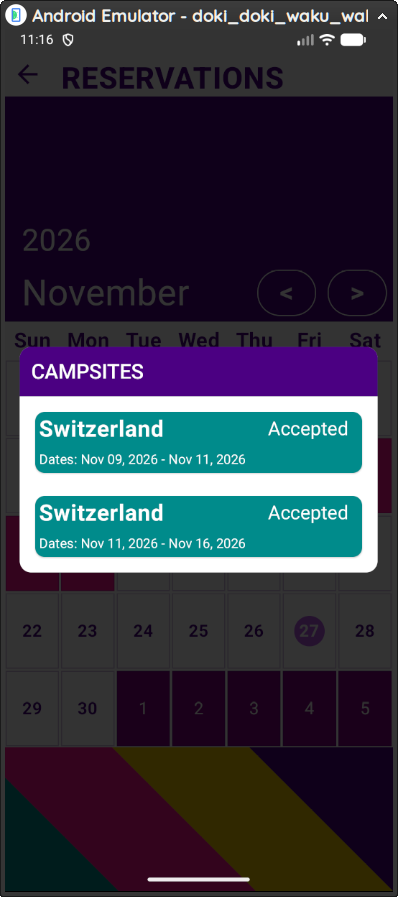 Android Emulator - doki_doki_waku_wal
11:16
RESERVATIONS
2026
November
< >
Sun Mon Tue Wed Thu Fri Sat
CAMPSITES
Switzerland Accepted
Dates: Nov 09, 2026 - Nov 11, 2026
Switzerland Accepted
Dates: Nov 11, 2026 - Nov 16, 2026
22 23 24 25 26 27 28
29 30 1 2 3 4 5